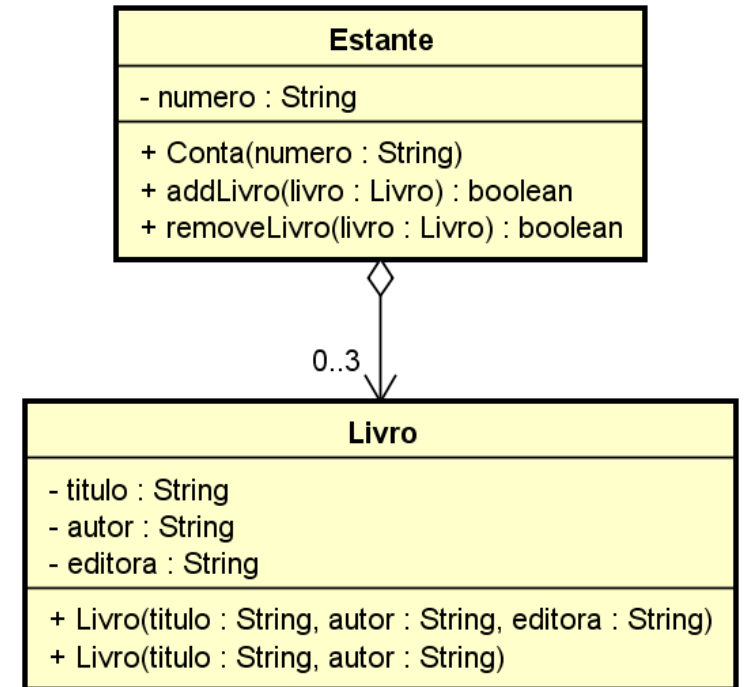 Estante
- numero : String
+ Conta(numero : String)
+ addLivro(livro : Livro) : boolean
+ removeLivro(livro : Livro) : boolean
0..3
Livro
- titulo : String
- autor : String
- editora : String
+ Livro(titulo : String, autor : String, editora : String)
+ Livro(titulo : String, autor : String)